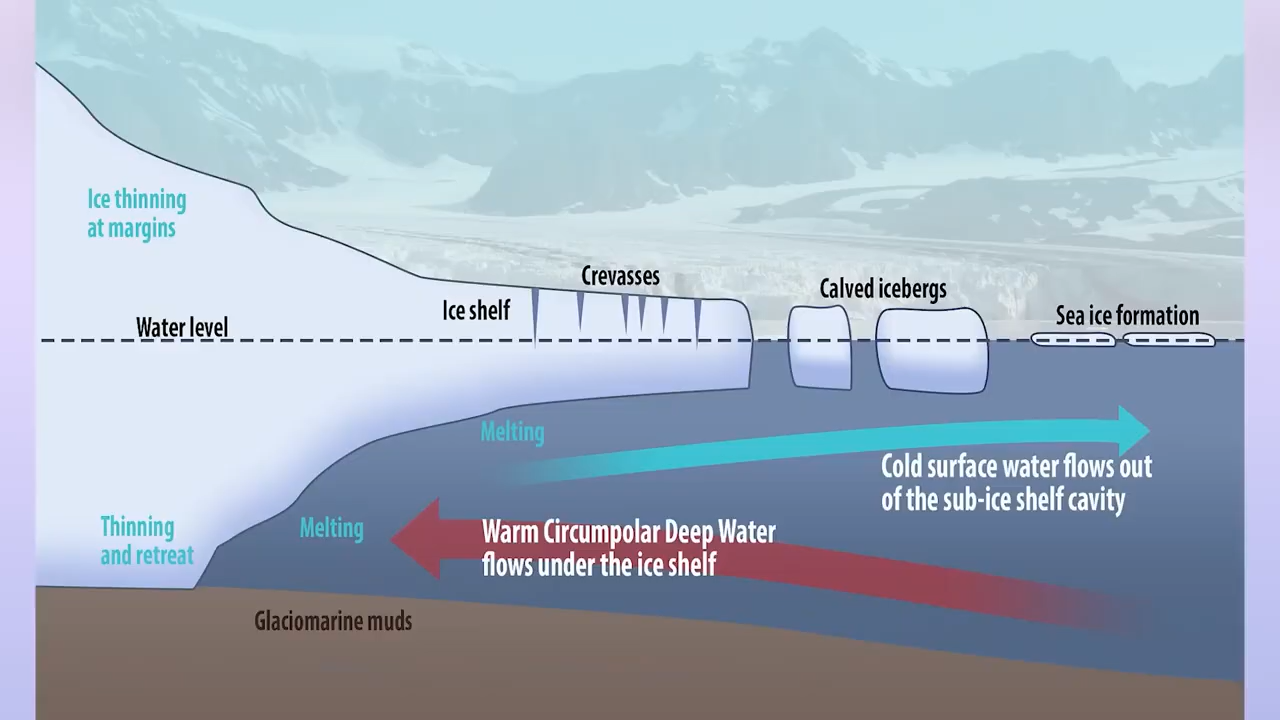 Ice thinning
at margins
Crevasses
Calved icebergs
Ice shelf
Sea ice formation
Water level
Melting
Cold surface water flows out
of the sub-ice shelf cavity
Thinning
and retreat
Melting
Warm Circumpolar Deep Water
flows under the ice shelf
Glaciomarine muds